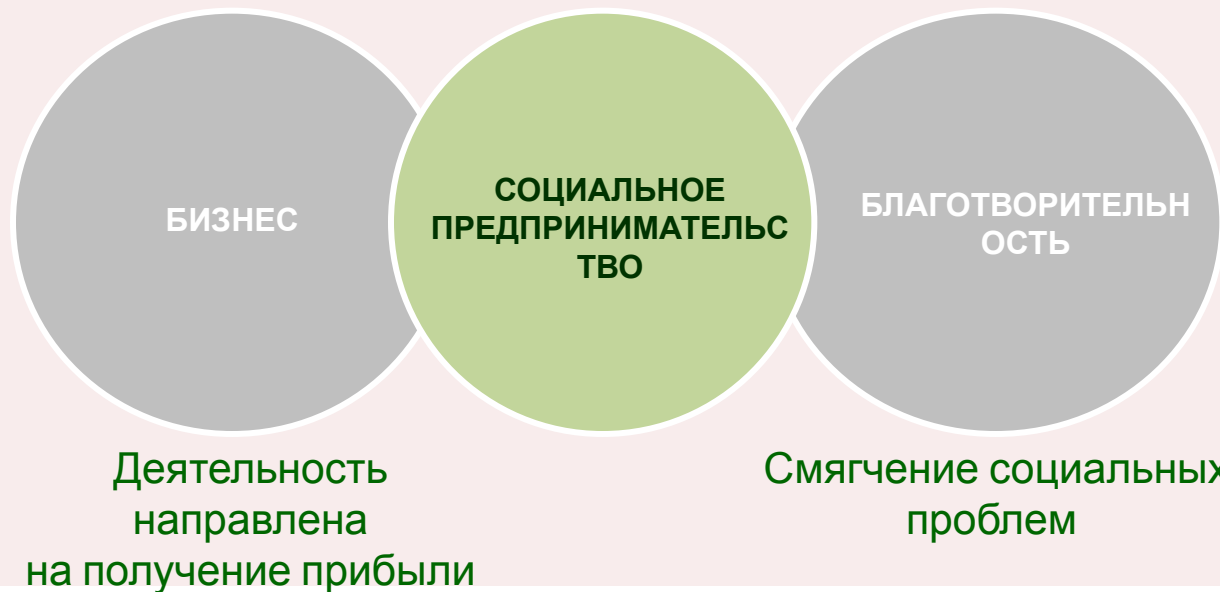 БИЗНЕС
СОЦИАЛЬНОЕ
ПРЕДПРИНИМАТЕЛЬС
ТВО
БЛАГОТВОРИТЕЛЬН
ОСТЬ
Деятельность
направлена
на получение прибыли
Смягчение социальных
проблем